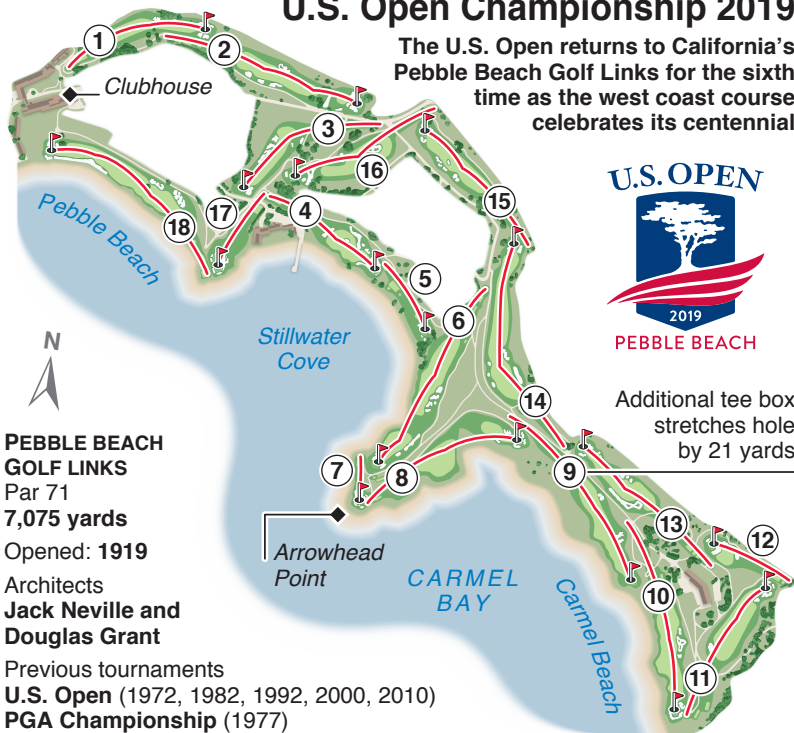 U.S. Open Championship 2019
The U.S. Open returns to California's
Pebble Beach Golf Links for the sixth
time as the west coast course
celebrates its centennial
1
2
Clubhouse
3
16
15
17
4
18
Pebble Beach
5
6
Stillwater
Cove
U.S. OPEN
2019
PEBBLE BEACH
N
14
Additional tee box
stretches hole
by 21 yards
9
7
8
13
12
10
11
Arrowhead
Point
CARMEL
BAY
Carmel Beach
PEBBLE BEACH
GOLF LINKS
Par 71
7,075 yards
Opened: 1919
Architects
Jack Neville and
Douglas Grant
Previous tournaments
U.S. Open (1972, 1982, 1992, 2000, 2010)
PGA Championship (1977)